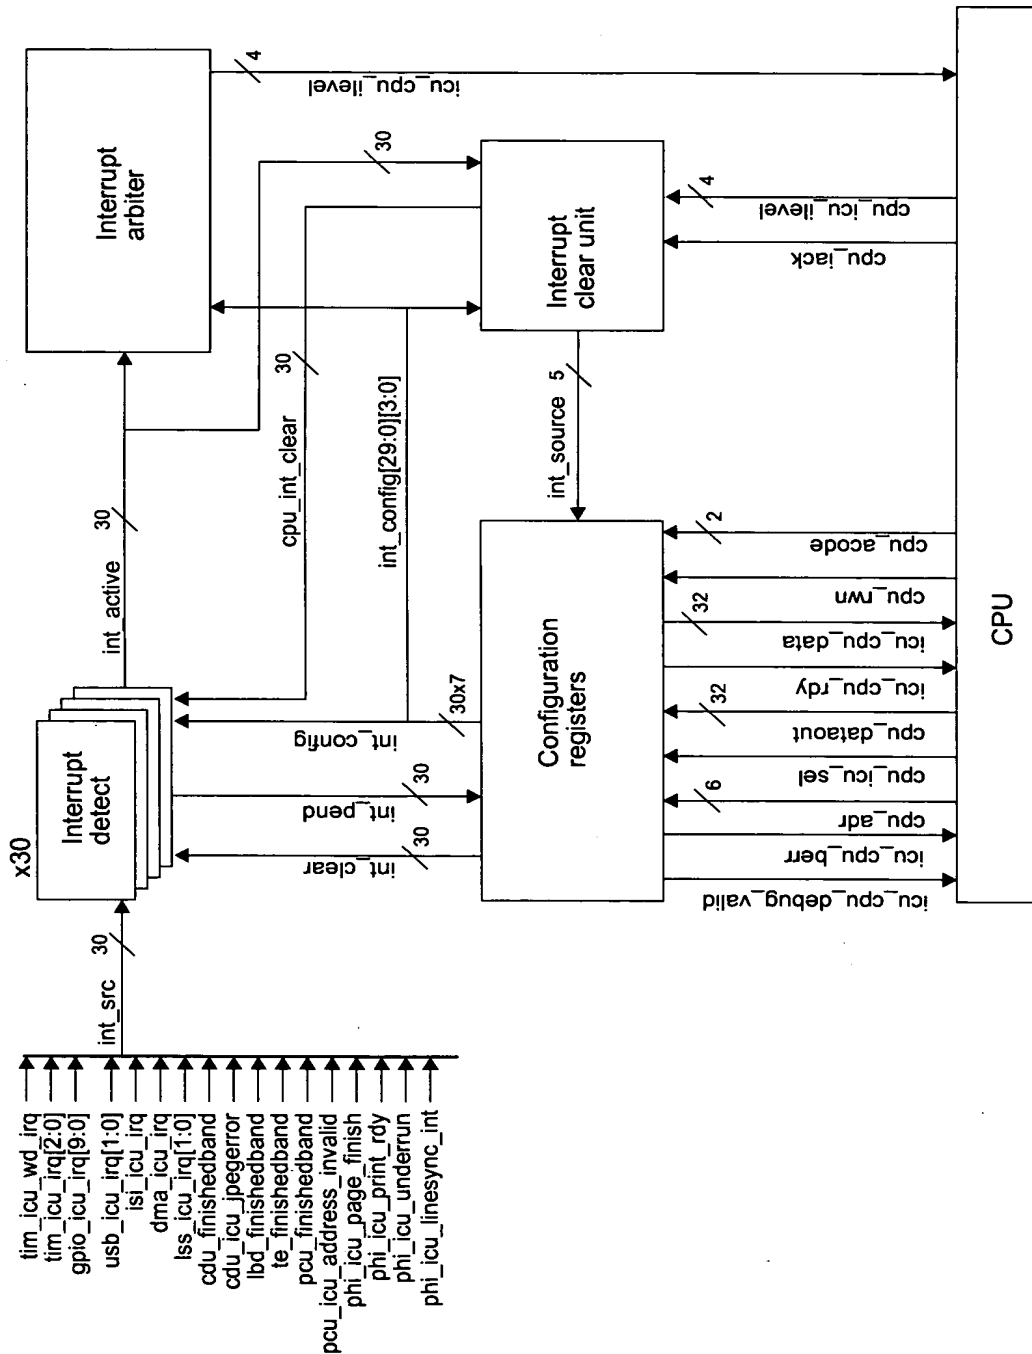 tim_icu_wd_irq
tim_icu_irq[2:0]
gpio_icu_irq[9:0]
usb_icu_irq[1:0]
isi_icu_irq
dma_icu_irq
lss_icu_irq[1:0]
cdu_finishedband
cdu_icu_jpegerror
lbd_finishedband
te_finishedband
pcu_finishedband
pcu_icu_address_invalid
phi_icu_page_finish
phi_icu_print_rdy
phi_icu_underrun
phi_icu_linesync_int
int_src
30
x30
Interrupt
detect
int_active
30
Interrupt
arbiter
4
icu_cpu_ilevel
30
cpu_int_clear
30
int_config[29:0][3:0]
Interrupt
clear unit
4
cpu_icu_ilevel
cpu_iack
int_source
5
int_config
30x7
int_pend
30
int_clear
30
Configuration
registers
2
cpu_acode
cpu_rwn
32
icu_cpu_data
icu_cpu_rdy
32
cpu_dataout
cpu_icu_sel
6
cpu_adr
icu_cpu_berr
icu_cpu_debug_valid
CPU